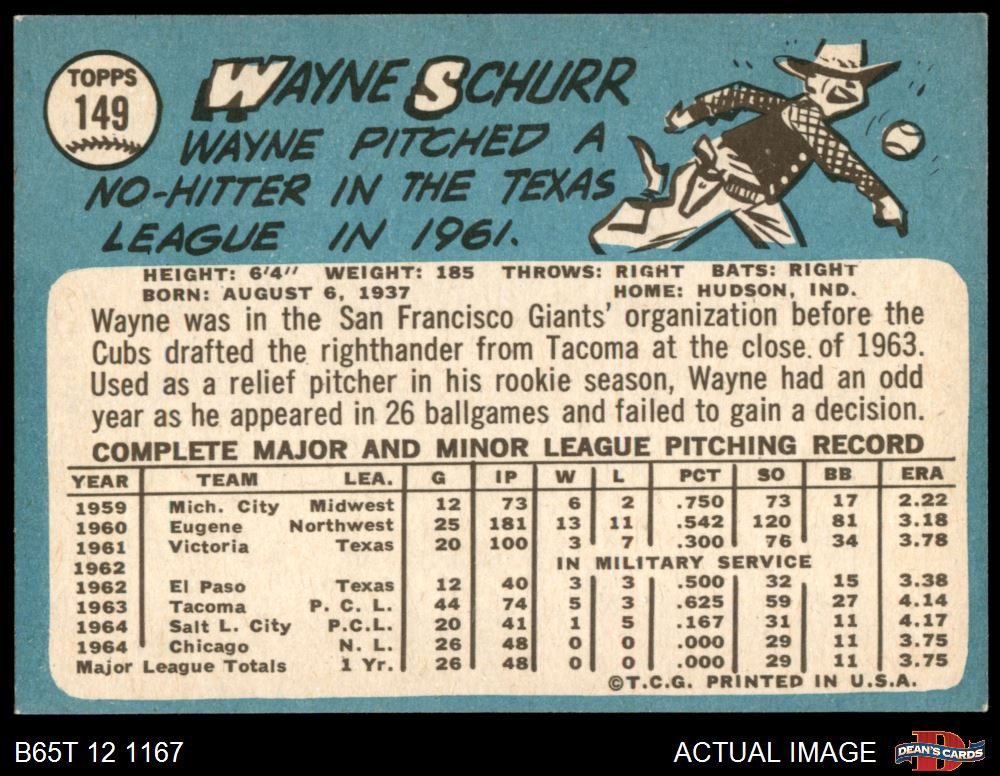 TOPPS
149
WAYNE SCHURR
WAYNE PITCHED A
NO-HITTER IN THE TEXAS
LEAGUE IN 1961.
HEIGHT: 6'4" WEIGHT: 185 THROWS: RIGHT BATS: RIGHT
BORN: AUGUST 6, 1937 HOME: HUDSON, IND.
Wayne was in the San Francisco Giants' organization before the
Cubs drafted the righthander from Tacoma at the close. of 1963.
Used as a relief pitcher in his rookie season, Wayne had an odd
year as he appeared in 26 ballgames and failed to gain a decision.
COMPLETE MAJOR AND MINOR LEAGUE PITCHING RECORD
YEAR TEAM LEA. G IP W L PCT SO BB ERA
1959 Mich. City Midwest 12 73 6 2 .750 73 17 2.22
1960 Eugene Northwest 25 181 13 11 .542 120 81 3.18
1961 Victoria Texas 20 100 3 7 .300 76 34 3.78
1962 IN MILITARY SERVICE
1962 El Paso Texas 12 40 3 3 .500 32 15 3.38
1963 Tacoma P. C. L. 44 74 5 3 .625 59 27 4.14
1964 Salt L. City P.C.L. 20 41 1 5 .167 31 11 4.17
1964 Chicago N. L. 26 48 0 0 .000 29 11 3.75
Major League Totals 1 Yr. 26 48 0 0 .000 29 11 3.75
©T.C.G. PRINTED IN U.S.A.
B65T 12 1167 ACTUAL IMAGE
D
DEAN'S CARDS